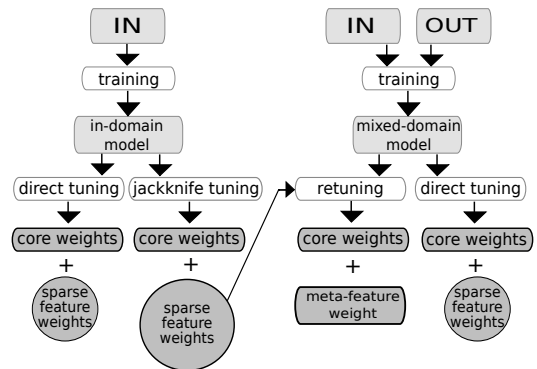 IN
IN
OUT
training
training
in-domain
model
mixed-domain
model
direct tuning
jackknife tuning
retuning
direct tuning
core weights
core weights
core weights
core weights
+
+
+
+
sparse
feature
weights
sparse
feature
weights
meta-feature
weight
sparse
feature
weights